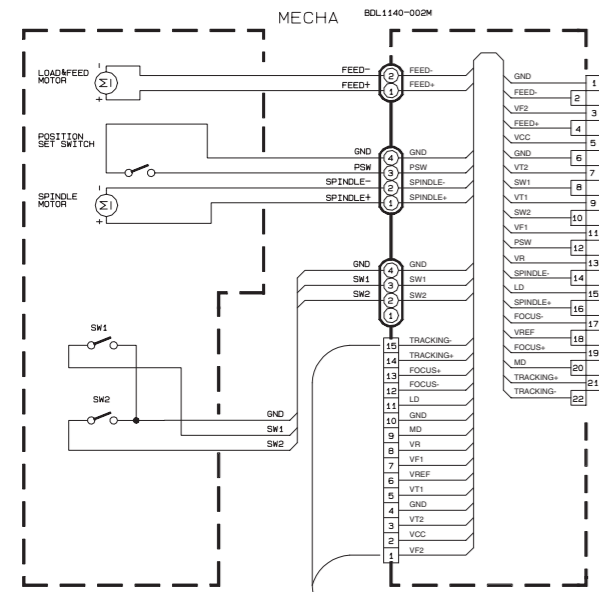 MECHA BDL1140-002M
LOAD&FEED
MOTOR
-
M
+
FEED- 2 FEED-
FEED+ 1 FEED+
POSITION
SET SWITCH
GND 4 GND
PSW 3 PSW
SPINDLE- 2 SPINDLE-
SPINDLE+ 1 SPINDLE+
SPINDLE
MOTOR
-
M
+
GND 4 GND
SW1 3 SW1
SW2 2 SW2
1
SW1
SW2
GND
SW1
SW2
15 TRACKING-
14 TRACKING+
13 FOCUS+
12 FOCUS-
11 LD
10 GND
9 MD
8 VR
7 VF1
6 VREF
5 VT1
4 GND
3 VT2
2 VCC
1 VF2
GND 1
FEED- 2
VF2 3
FEED+ 4
VCC 5
GND 6
VT2 7
SW1 8
VT1 9
SW2 10
VF1 11
PSW 12
VR 13
SPINDLE- 14
LD 15
SPINDLE+ 16
FOCUS- 17
VREF 18
FOCUS+ 19
MD 20
TRACKING+ 21
TRACKING- 22